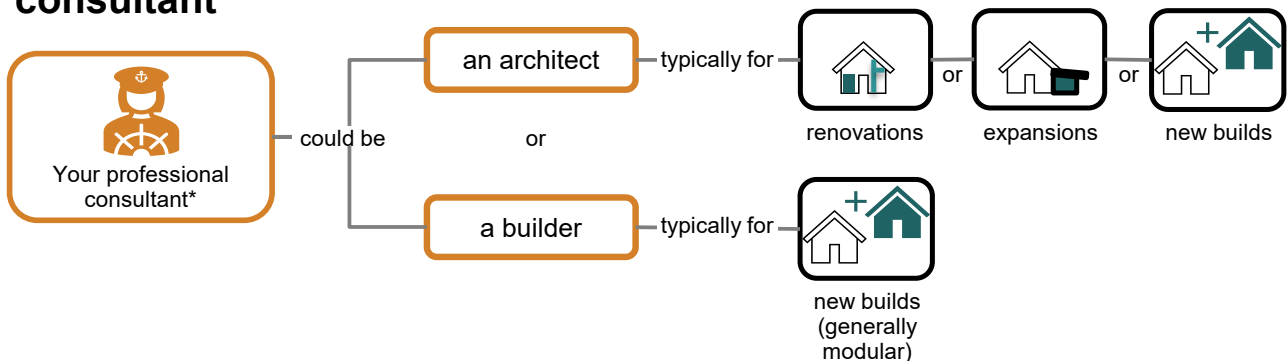 consultant
Your professional
consultant*
could be
an architect
or
a builder
typically for
renovations
or
expansions
or
new builds
typically for
new builds
(generally
modular)